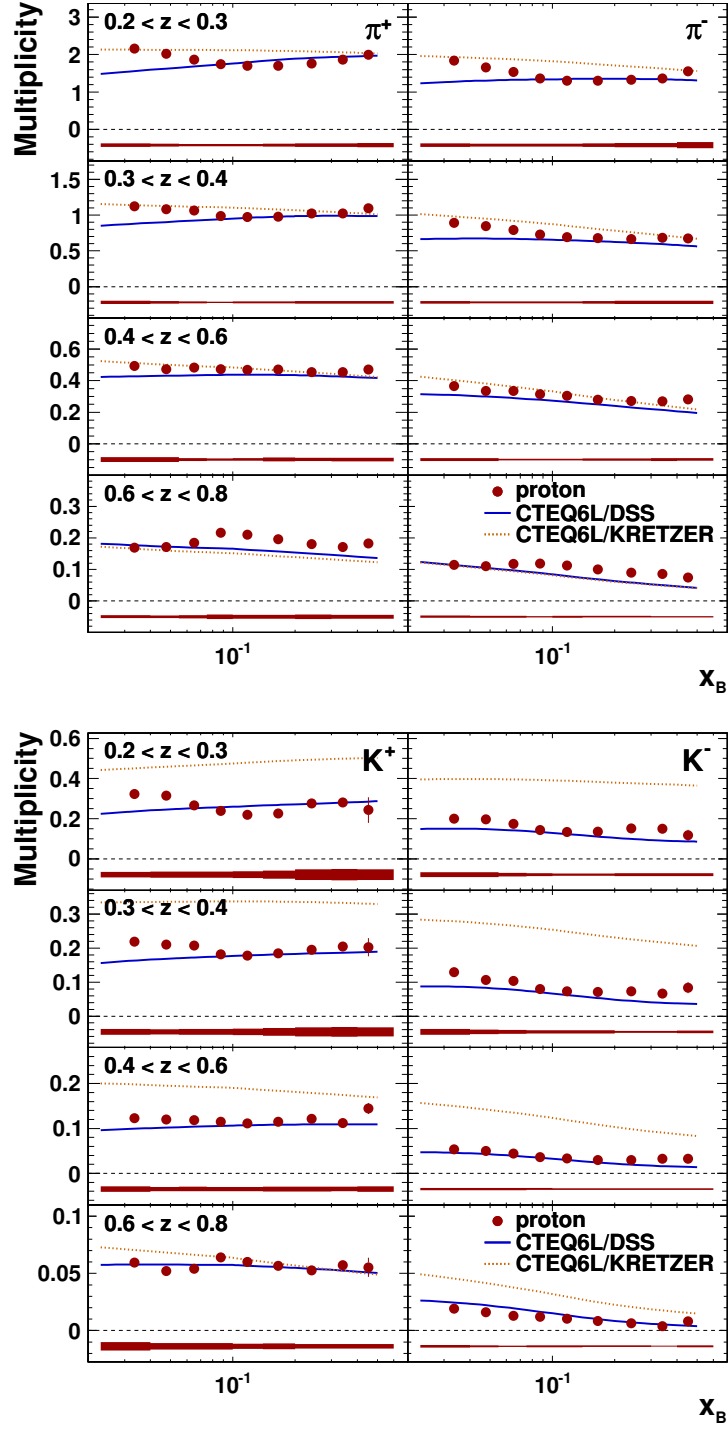 0.2 < z < 0.3 π+ π-
Multiplicity
3
2
1
0
0.3 < z < 0.4
1.5
1
0.5
0
0.4 < z < 0.6
0.6
0.4
0.2
0
0.6 < z < 0.8
proton
CTEQ6L/DSS
CTEQ6L/KRETZER
0.3
0.2
0.1
0
10-1 10-1
xB
0.2 < z < 0.3 K+ K-
Multiplicity
0.6
0.4
0.2
0
0.3 < z < 0.4
0.3
0.2
0.1
0
0.4 < z < 0.6
0.2
0.1
0
0.6 < z < 0.8
proton
CTEQ6L/DSS
CTEQ6L/KRETZER
0.1
0.05
0
10-1 10-1
xB